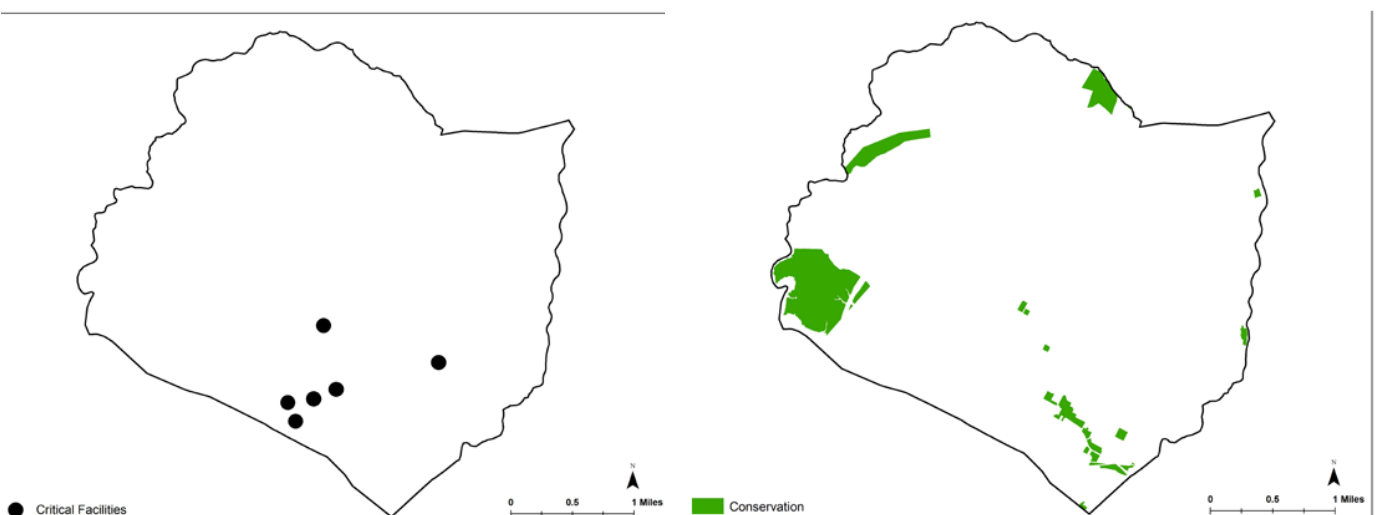 N
0 0.5 1 Miles
Critical Facilities
N
0 0.5 1 Miles
Conservation